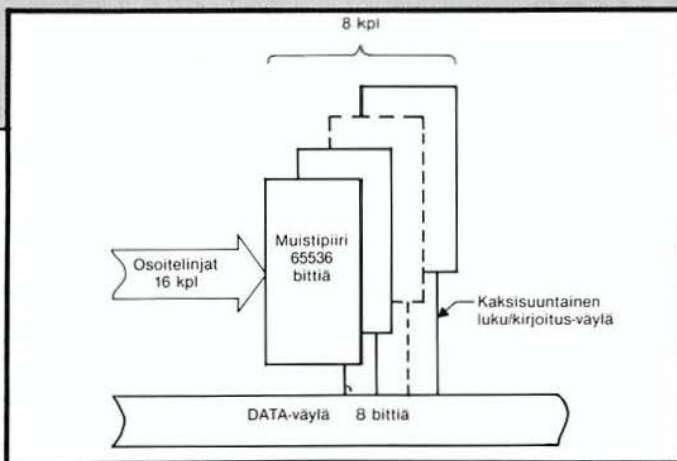 8 kpl
Muistipiiri
65536
bittiä
Osoitelinjat
16 kpl
Kaksisuuntainen
luku/kirjoitus-väylä
DATA-väylä 8 bittiä